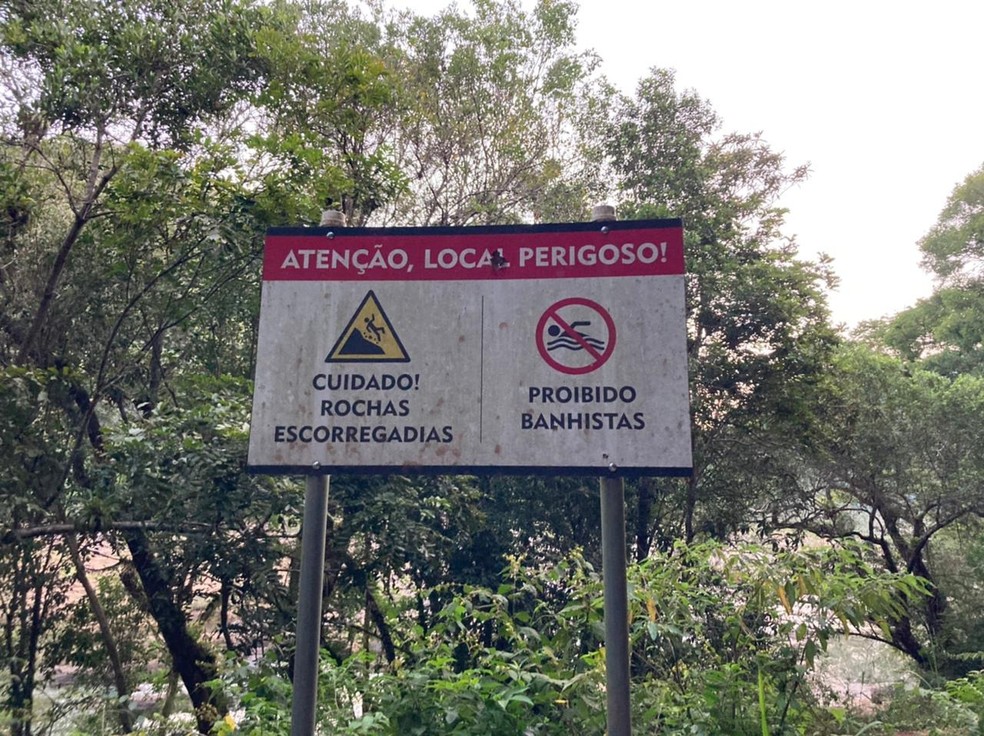 ATENÇÃO, LOCAL PERIGOSO!
CUIDADO!
ROCHAS
ESCORREGADIAS
PROIBIDO
BANHISTAS